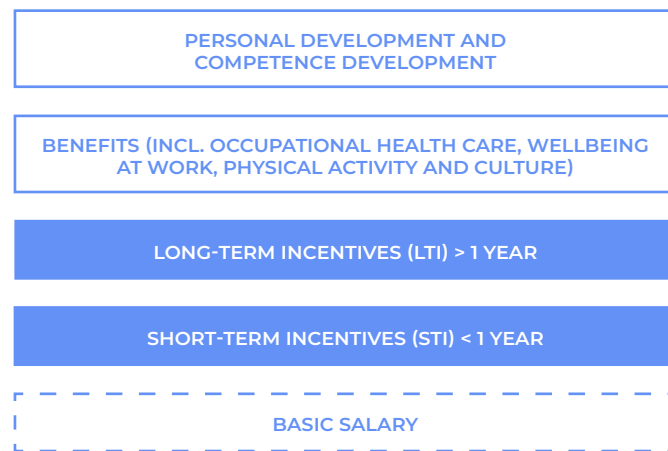 PERSONAL DEVELOPMENT AND
COMPETENCE DEVELOPMENT
BENEFITS (INCL. OCCUPATIONAL HEALTH CARE, WELLBEING
AT WORK, PHYSICAL ACTIVITY AND CULTURE)
LONG-TERM INCENTIVES (LTI) > 1 YEAR
SHORT-TERM INCENTIVES (STI) < 1 YEAR
BASIC SALARY